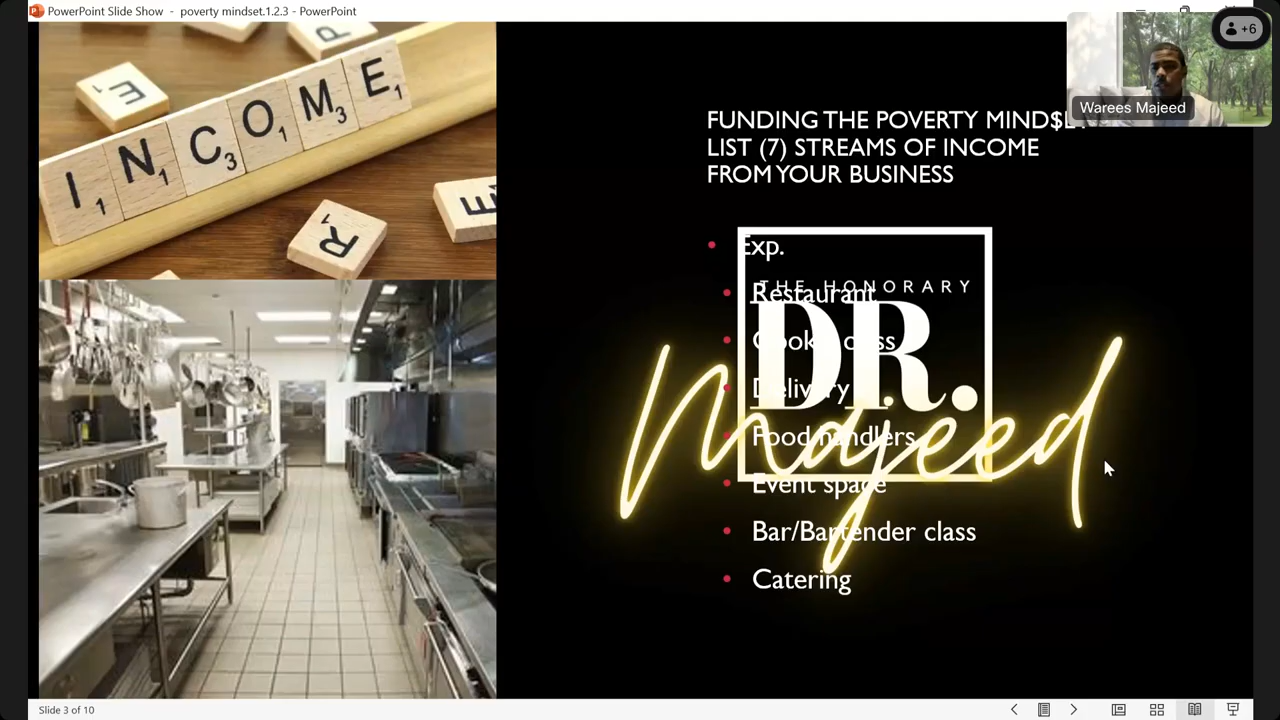 PowerPoint Slide Show - poverty mindset.1.2.3 - PowerPoint
+6
Warees Majeed
INCOME
FUNDING THE POVERTY MIND$ET
LIST (7) STREAMS OF INCOME
FROM YOUR BUSINESS
Exp.
THE HONORARY
Restaurant
DR.
Delivery
Majeed
Food handlers
Event space
Bar/Bartender class
Catering
Slide 3 of 10